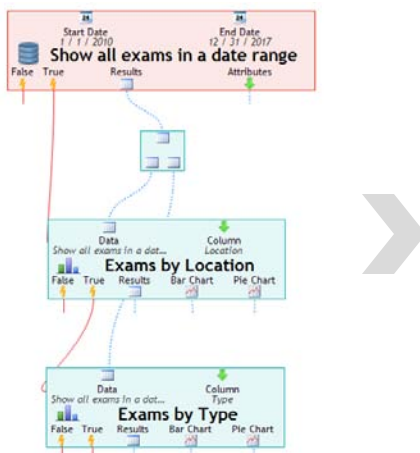 Start Date End Date
1 / 1 / 2010 12 / 31 / 2017
Show all exams in a date range
False True Results Attributes
Data Column
Show all exams in a dat... Location
Exams by Location
False True Results Bar Chart Pie Chart
Data Column
Show all exams in a dat... Type
Exams by Type
False True Results Bar Chart Pie Chart